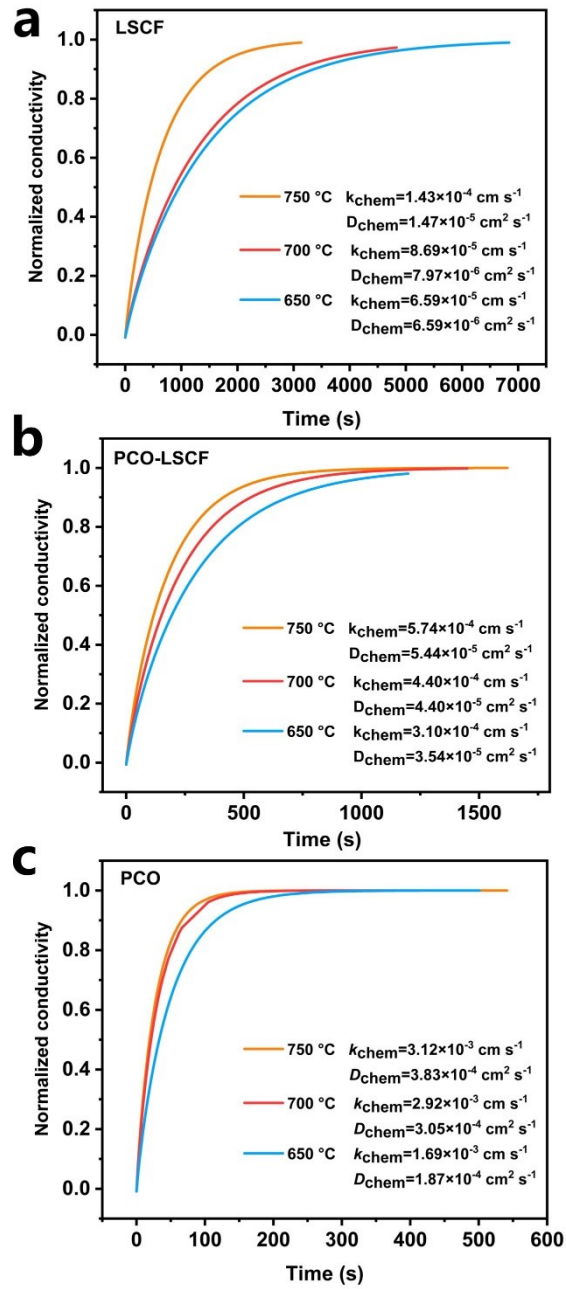 a
LSCF
Normalized conductivity
1.0
0.8
0.6
0.4
0.2
0.0
750 °C kchem=1.43×10⁻⁴ cm s⁻¹
Dchem=1.47×10⁻⁵ cm² s⁻¹
700 °C kchem=8.69×10⁻⁵ cm s⁻¹
Dchem=7.97×10⁻⁶ cm² s⁻¹
650 °C kchem=6.59×10⁻⁵ cm s⁻¹
Dchem=6.59×10⁻⁶ cm² s⁻¹
0 1000 2000 3000 4000 5000 6000 7000
Time (s)
b
PCO-LSCF
Normalized conductivity
1.0
0.8
0.6
0.4
0.2
0.0
750 °C kchem=5.74×10⁻⁴ cm s⁻¹
Dchem=5.44×10⁻⁵ cm² s⁻¹
700 °C kchem=4.40×10⁻⁴ cm s⁻¹
Dchem=4.40×10⁻⁵ cm² s⁻¹
650 °C kchem=3.10×10⁻⁴ cm s⁻¹
Dchem=3.54×10⁻⁵ cm² s⁻¹
0 500 1000 1500
Time (s)
c
PCO
Normalized conductivity
1.0
0.8
0.6
0.4
0.2
0.0
750 °C kchem=3.12×10⁻³ cm s⁻¹
Dchem=3.83×10⁻⁴ cm² s⁻¹
700 °C kchem=2.92×10⁻³ cm s⁻¹
Dchem=3.05×10⁻⁴ cm² s⁻¹
650 °C kchem=1.69×10⁻³ cm s⁻¹
Dchem=1.87×10⁻⁴ cm² s⁻¹
0 100 200 300 400 500 600
Time (s)